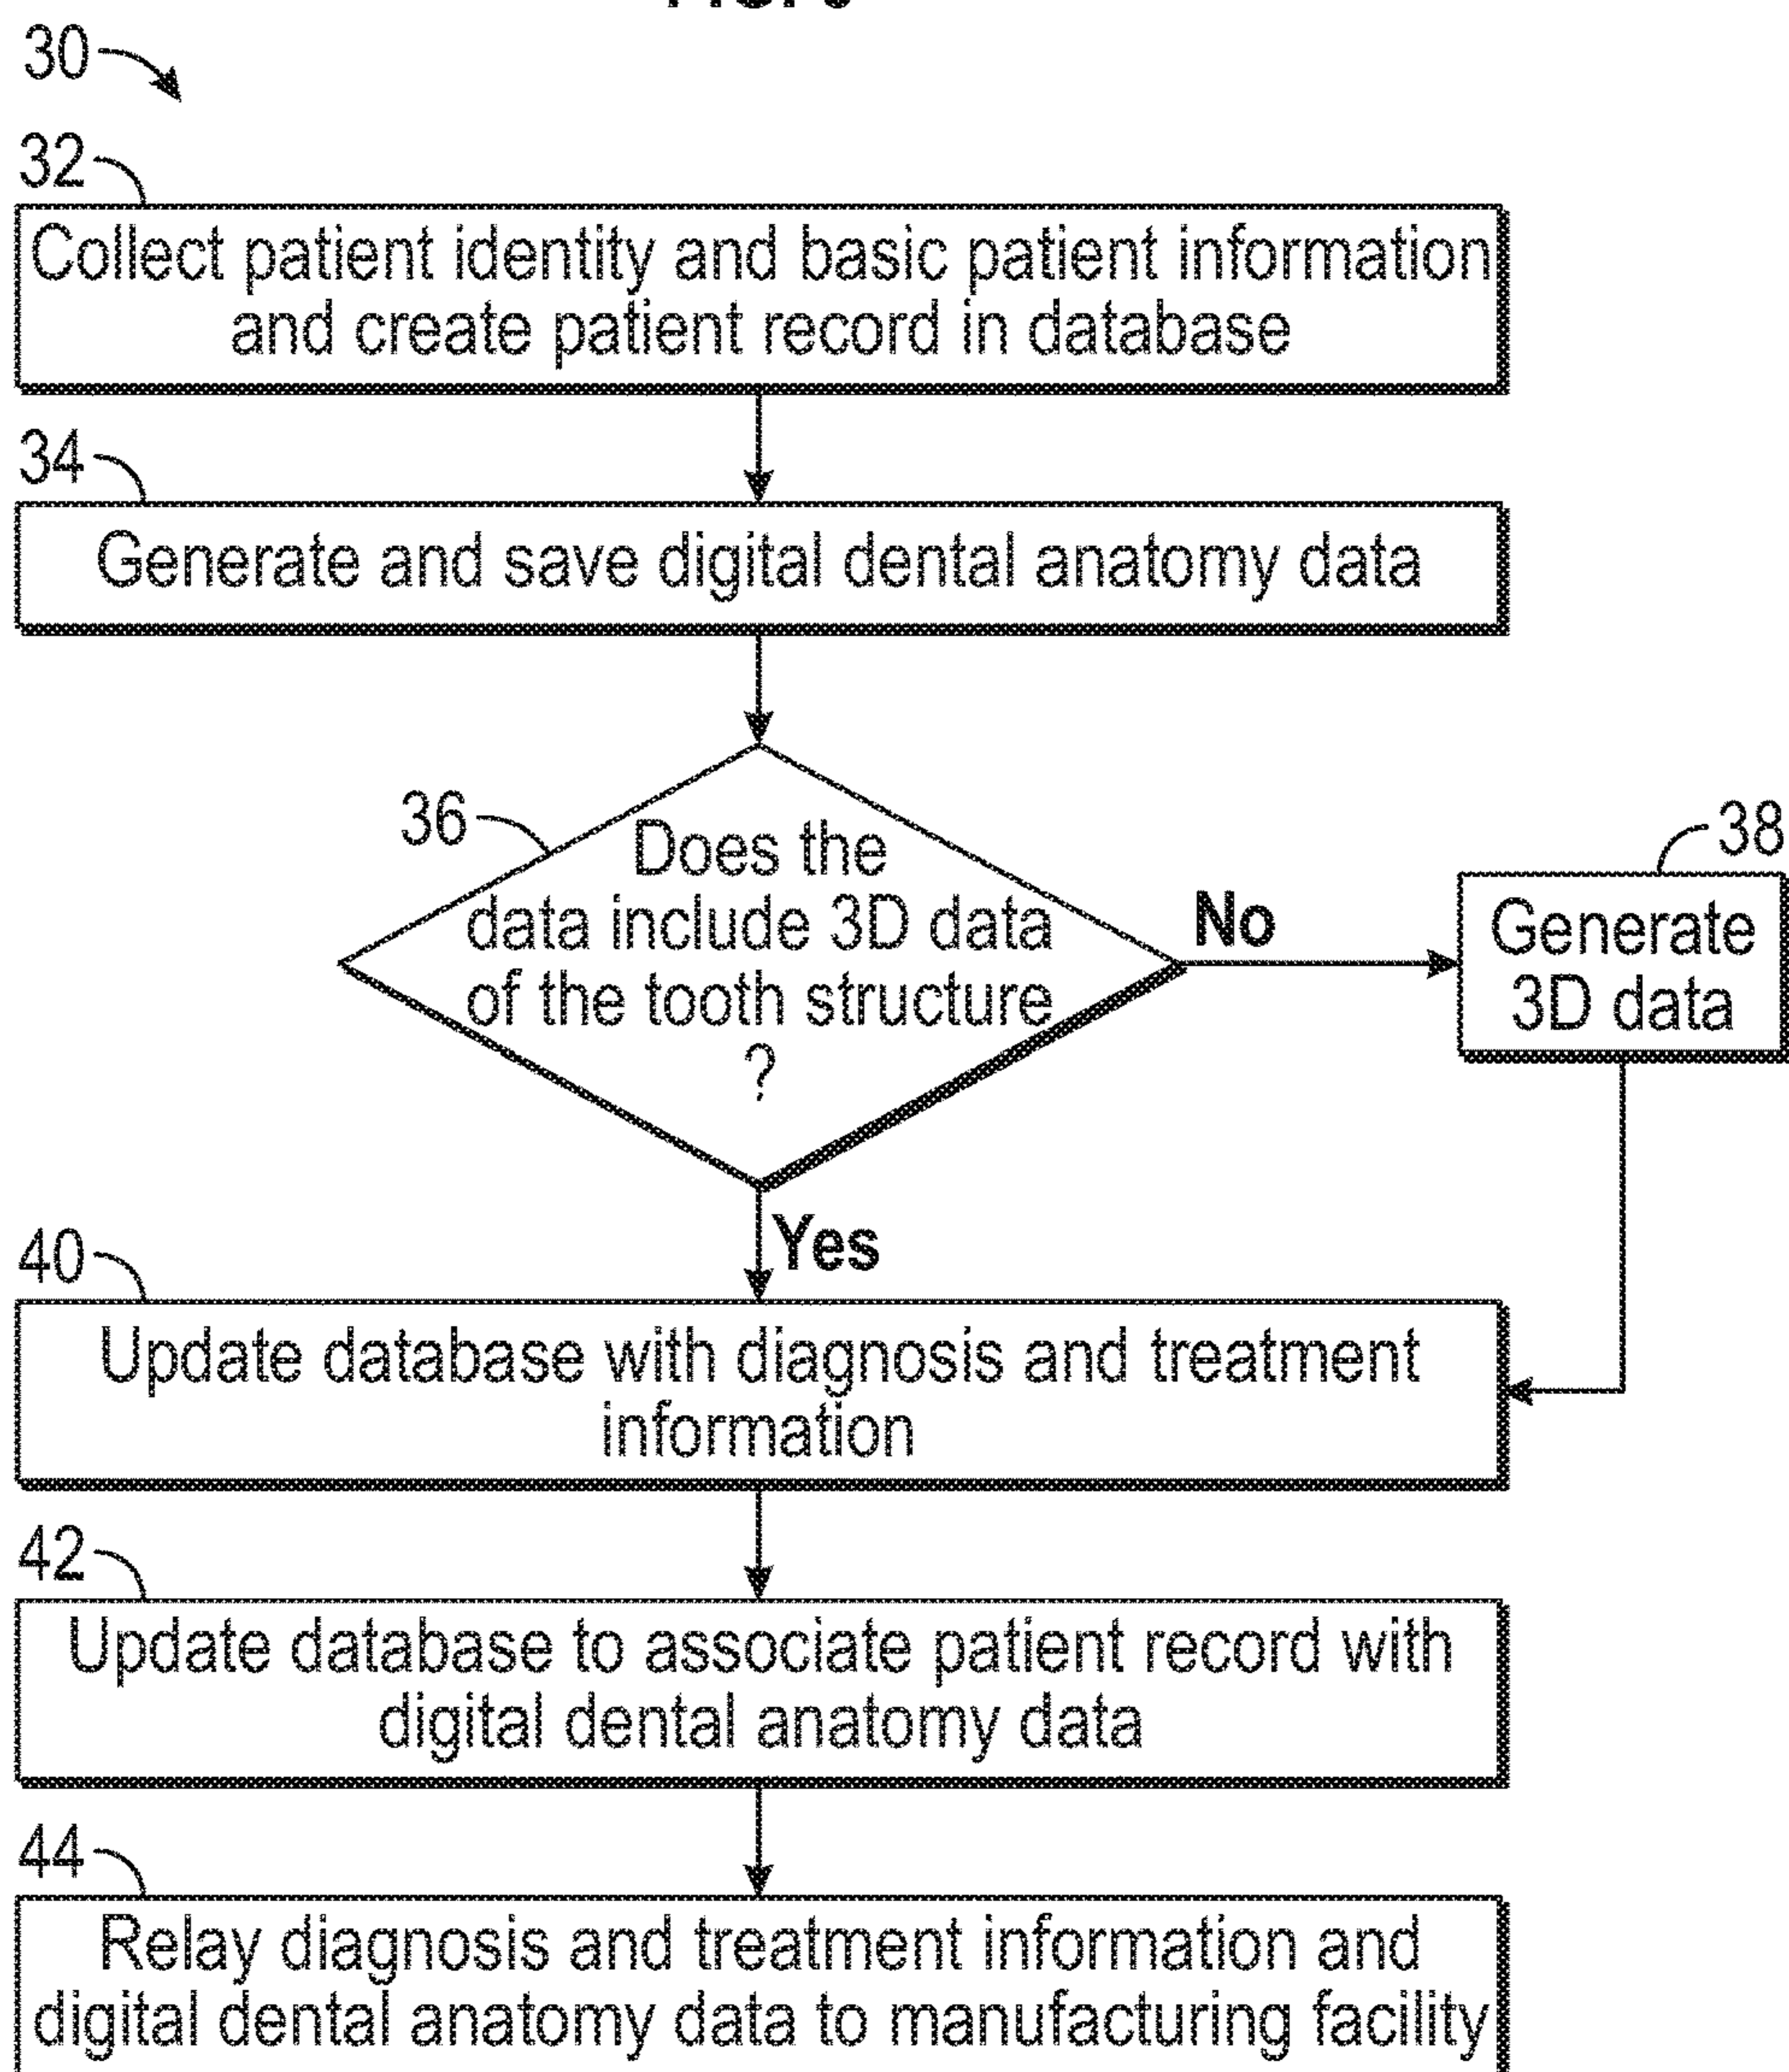 30
32
Collect patient identity and basic patient information
and create patient record in database
34
Generate and save digital dental anatomy data
36
Does the
data include 3D data
of the tooth structure
?
No
38
Generate
3D data
Yes
40
Update database with diagnosis and treatment
information
42
Update database to associate patient record with
digital dental anatomy data
44
Relay diagnosis and treatment information and
digital dental anatomy data to manufacturing facility